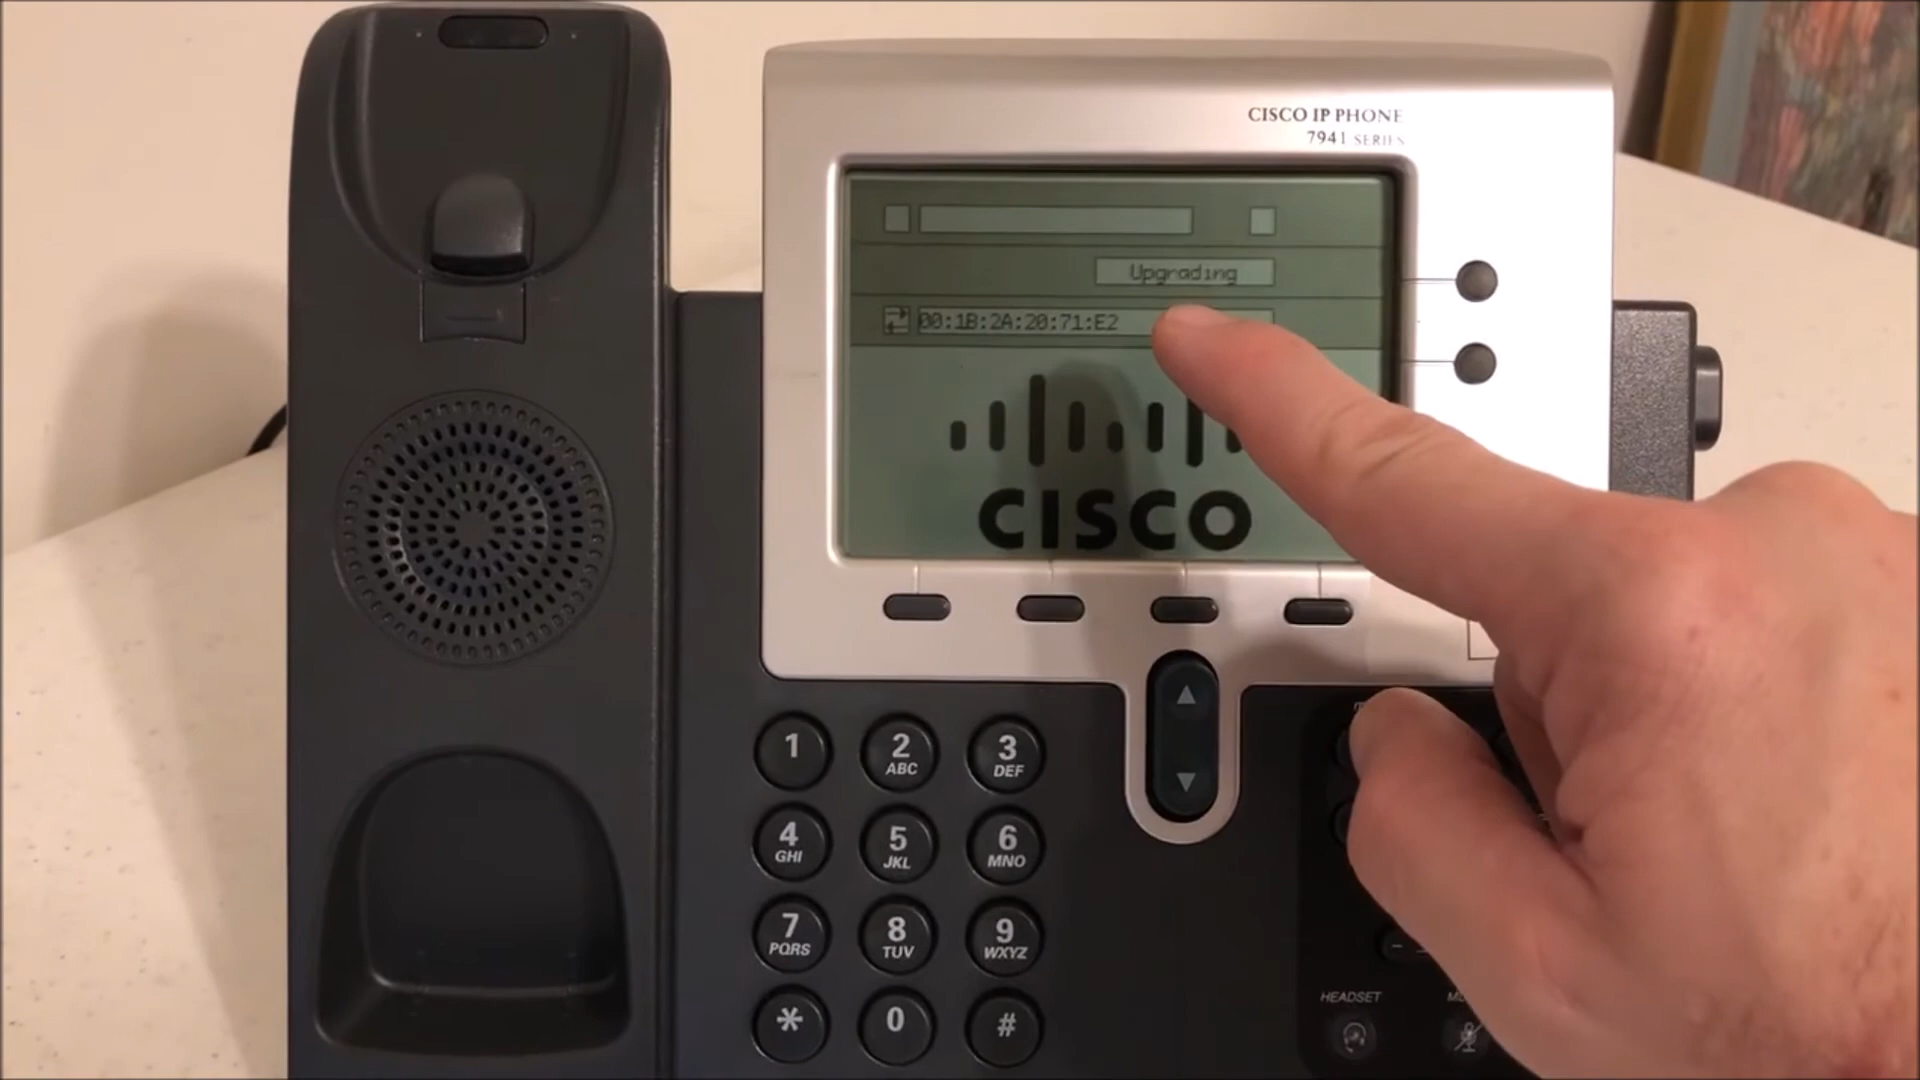 CISCO IP PHONE
7941 SERIES
Upgrading
00:1B:2A:20:71:E2
CISCO
1
2
ABC
3
DEF
4
GHI
5
JKL
6
MNO
7
PQRS
8
TUV
9
WXYZ
*
0
#
HEADSET